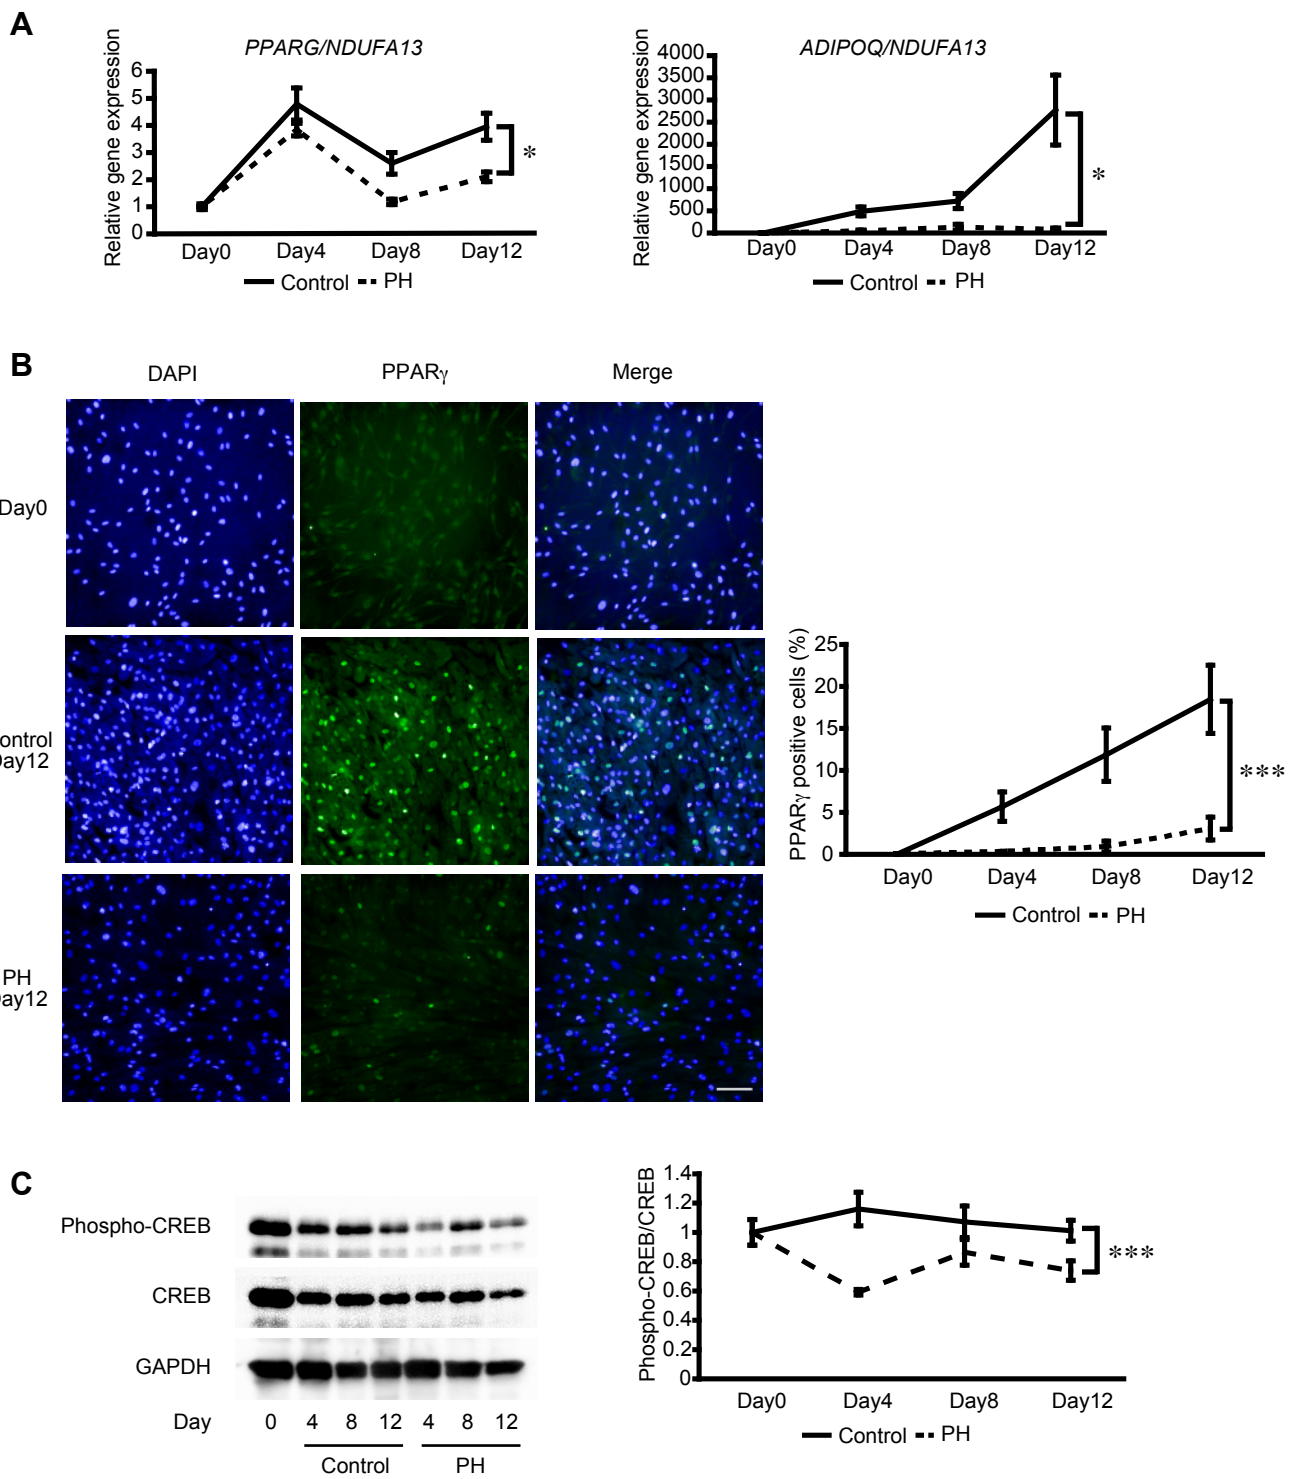 A
PPARG/NDUFA13
Relative gene expression
6
5
4
3
2
1
0
Day0 Day4 Day8 Day12
Control PH
*
ADIPOQ/NDUFA13
Relative gene expression
4000
3500
3000
2500
2000
1500
1000
500
0
Day0 Day4 Day8 Day12
Control PH
*
B
DAPI PPARγ Merge
Day0
ontrol
Day12
PH
Day12
PPARγ positive cells (%)
25
20
15
10
5
0
Day0 Day4 Day8 Day12
Control PH
***
C
Phospho-CREB
CREB
GAPDH
Day 0 4 8 12 4 8 12
Control PH
Phospho-CREB/CREB
1.4
1.2
1
0.8
0.6
0.4
0.2
0
Day0 Day4 Day8 Day12
Control PH
***